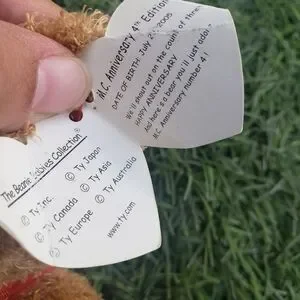 The Beanie Babies Collection®
© Ty Inc.
© Ty Canada
© Ty Europe
© Ty Japan
© Ty Asia
© Ty Australia
www.ty.com
M.C. Anniversary 4th Edition
DATE OF BIRTH July 2, 2005
We'll shout out on the count of three
HAPPY ANNIVERSARY
And here's a bear you'll just adore
M.C. Anniversary number 4!